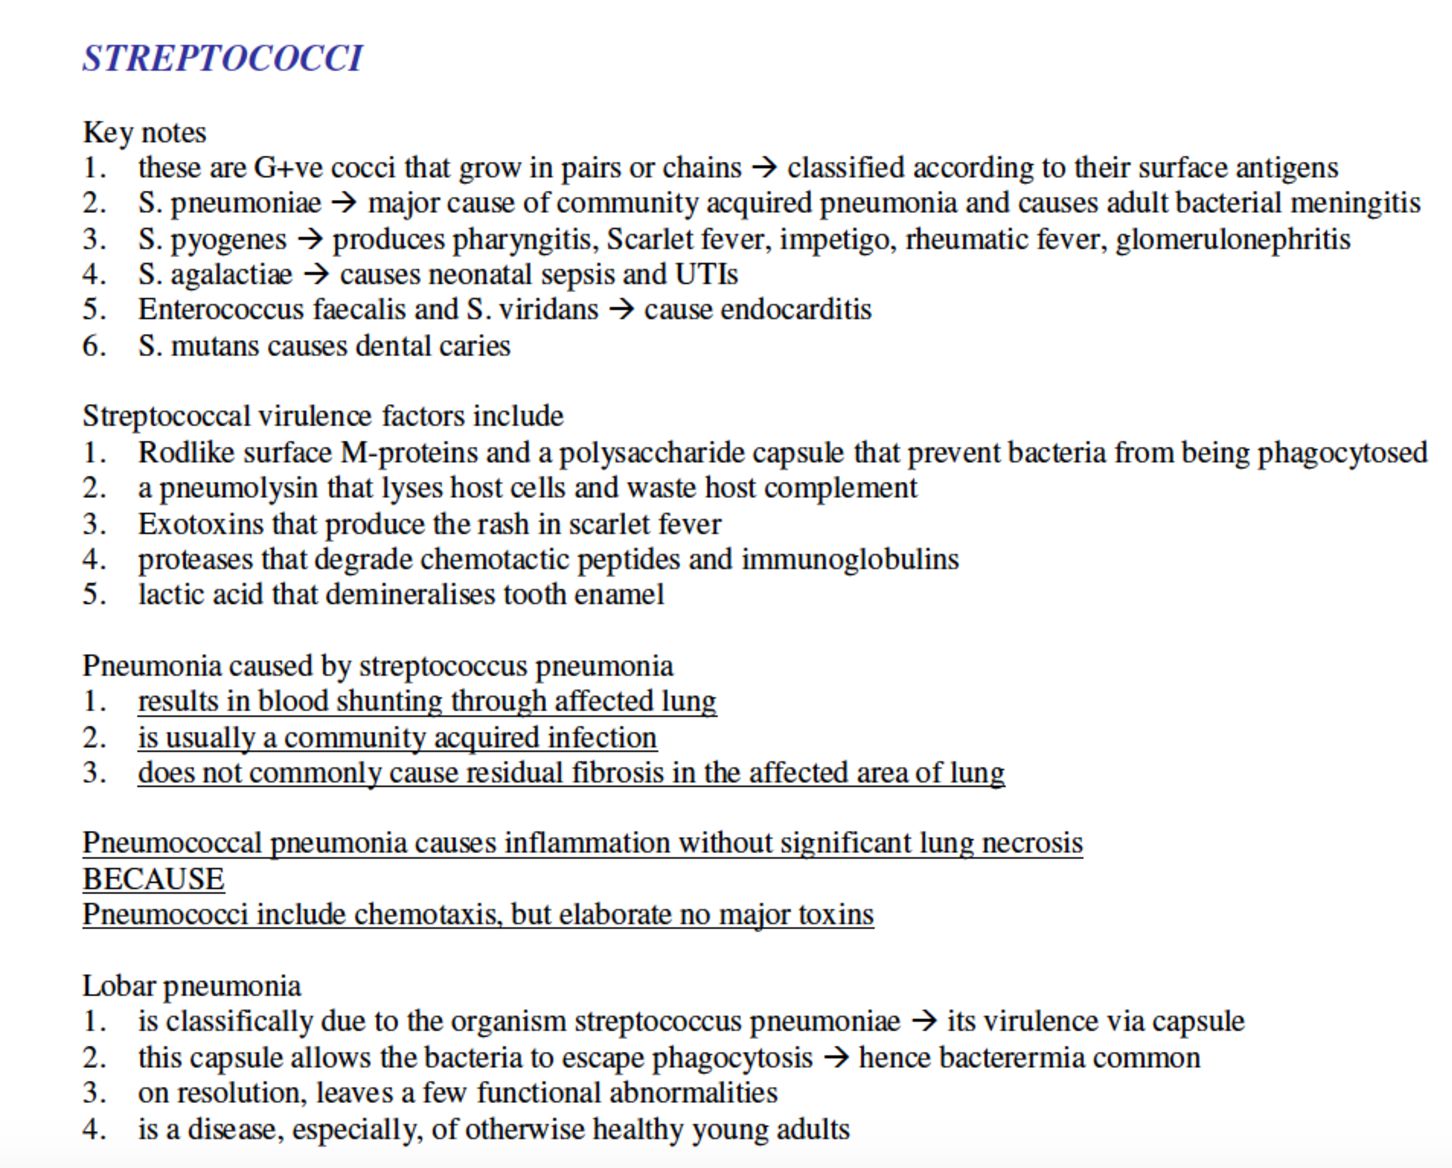 STREPTOCOCCI
Key notes
1. these are G+ve cocci that grow in pairs or chains → classified according to their surface antigens
2. S. pneumoniae → major cause of community acquired pneumonia and causes adult bacterial meningitis
3. S. pyogenes → produces pharyngitis, Scarlet fever, impetigo, rheumatic fever, glomerulonephritis
4. S. agalactiae → causes neonatal sepsis and UTIs
5. Enterococcus faecalis and S. viridans → cause endocarditis
6. S. mutans causes dental caries
Streptococcal virulence factors include
1. Rodlike surface M-proteins and a polysaccharide capsule that prevent bacteria from being phagocytosed
2. a pneumolysin that lyses host cells and waste host complement
3. Exotoxins that produce the rash in scarlet fever
4. proteases that degrade chemotactic peptides and immunoglobulins
5. lactic acid that demineralises tooth enamel
Pneumonia caused by streptococcus pneumonia
1. results in blood shunting through affected lung
2. is usually a community acquired infection
3. does not commonly cause residual fibrosis in the affected area of lung
Pneumococcal pneumonia causes inflammation without significant lung necrosis
BECAUSE
Pneumococci include chemotaxis, but elaborate no major toxins
Lobar pneumonia
1. is classifically due to the organism streptococcus pneumoniae → its virulence via capsule
2. this capsule allows the bacteria to escape phagocytosis → hence bacterermia common
3. on resolution, leaves a few functional abnormalities
4. is a disease, especially, of otherwise healthy young adults